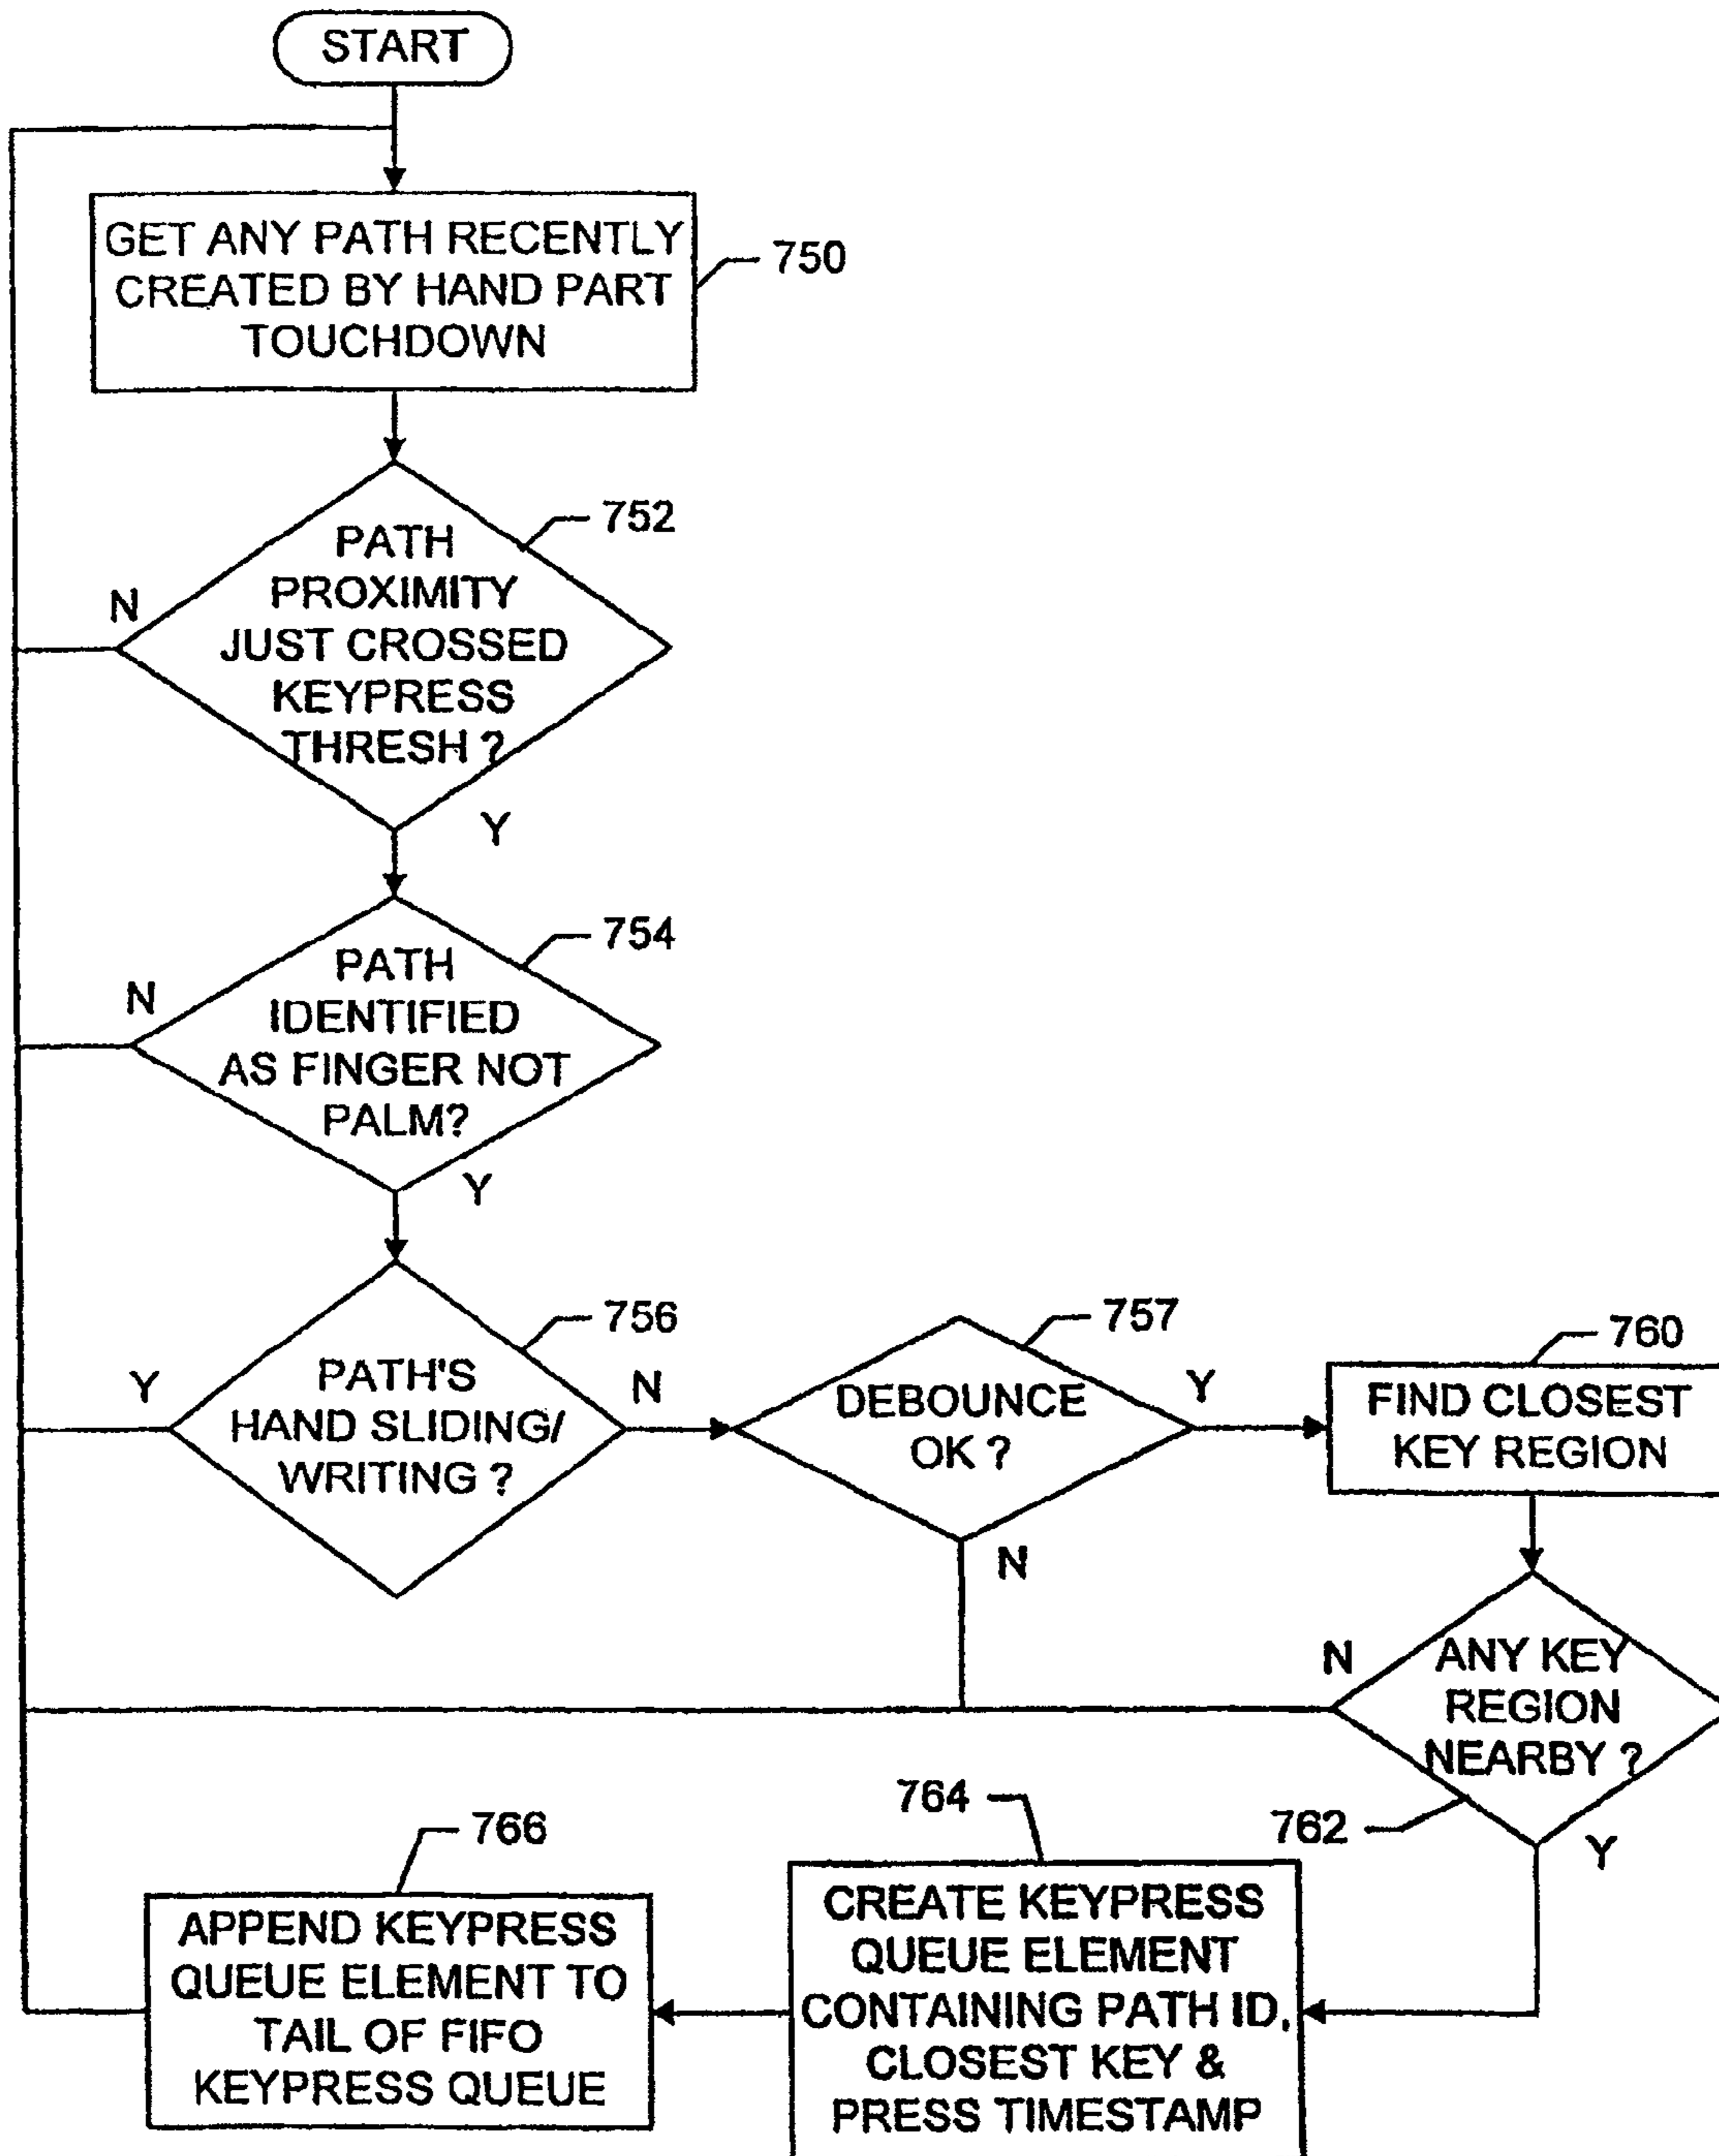 START
GET ANY PATH RECENTLY
CREATED BY HAND PART
TOUCHDOWN
750
752
PATH
PROXIMITY
JUST CROSSED
KEYPRESS
THRESH ?
N
Y
754
PATH
IDENTIFIED
AS FINGER NOT
PALM?
N
Y
756
PATH'S
HAND SLIDING/
WRITING ?
Y
N
757
DEBOUNCE
OK ?
Y
N
760
FIND CLOSEST
KEY REGION
ANY KEY
REGION
NEARBY ?
N
762
Y
764
CREATE KEYPRESS
QUEUE ELEMENT
CONTAINING PATH ID,
CLOSEST KEY &
PRESS TIMESTAMP
766
APPEND KEYPRESS
QUEUE ELEMENT TO
TAIL OF FIFO
KEYPRESS QUEUE